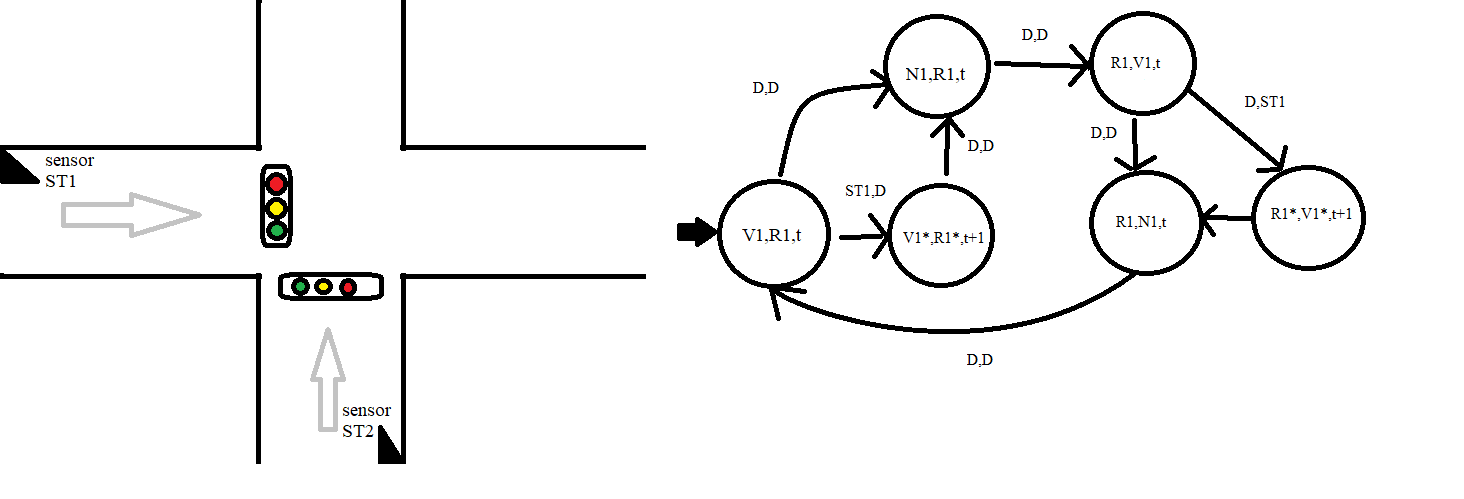 sensor
ST1
sensor
ST2
D,D
N1,R1,t
D,D
R1,V1,t
D,ST1
D,D
D,D
ST1,D
V1,R1,t
V1*,R1*,t+1
R1,N1,t
R1*,V1*,t+1
D,D